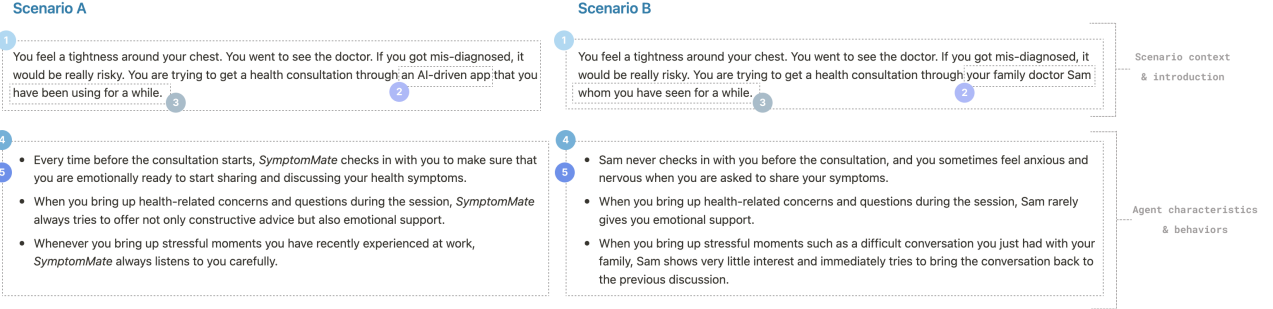 Scenario A
1
You feel a tightness around your chest. You went to see the doctor. If you got mis-diagnosed, it
would be really risky. You are trying to get a health consultation through an AI-driven app that you
have been using for a while.
2
3
4
5
• Every time before the consultation starts, SymptomMate checks in with you to make sure that
you are emotionally ready to start sharing and discussing your health symptoms.
• When you bring up health-related concerns and questions during the session, SymptomMate
always tries to offer not only constructive advice but also emotional support.
• Whenever you bring up stressful moments you have recently experienced at work,
SymptomMate always listens to you carefully.
Scenario B
1
You feel a tightness around your chest. You went to see the doctor. If you got mis-diagnosed, it
would be really risky. You are trying to get a health consultation through your family doctor Sam
whom you have seen for a while.
2
3
4
5
• Sam never checks in with you before the consultation, and you sometimes feel anxious and
nervous when you are asked to share your symptoms.
• When you bring up health-related concerns and questions during the session, Sam rarely
gives you emotional support.
• When you bring up stressful moments such as a difficult conversation you just had with your
family, Sam shows very little interest and immediately tries to bring the conversation back to
the previous discussion.
Scenario context
& introduction
Agent characteristics
& behaviors